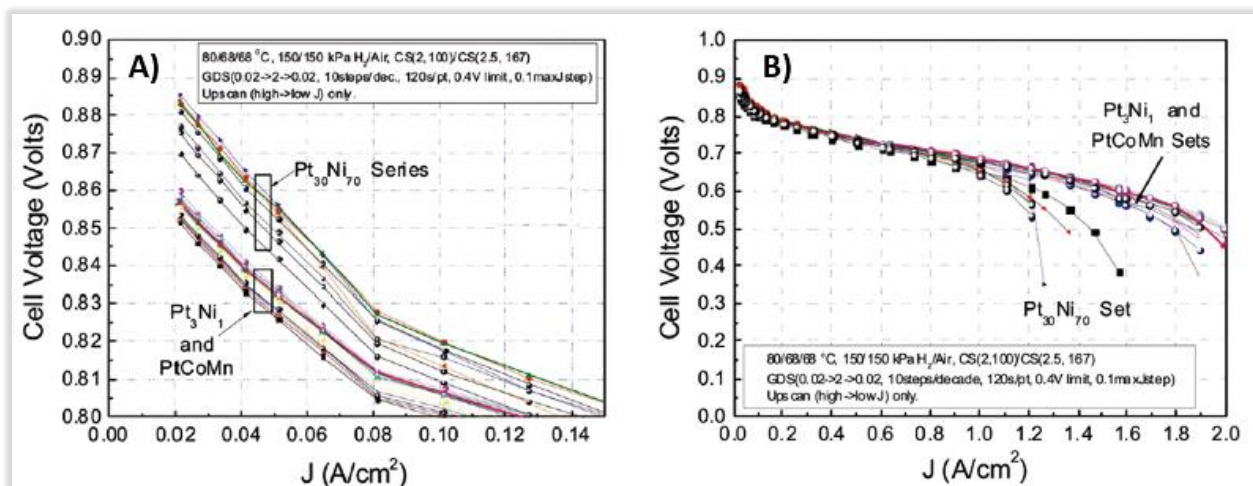 A)
80/68/68 °C, 150/150 kPa H2/Air, CS(2,100)/CS(2.5, 167)
GDS(0.02->2->0.02, 10steps/dec., 120s/pt, 0.4V limit, 0.1maxJstep)
Upscan (high->low J) only.
Pt30Ni70 Series
Pt3Ni1
and
PtCoMn
Cell Voltage (Volts)
0.90
0.89
0.88
0.87
0.86
0.85
0.84
0.83
0.82
0.81
0.80
0.00 0.02 0.04 0.06 0.08 0.10 0.12 0.14
J (A/cm2)
B)
Pt3Ni1 and
PtCoMn Sets
Pt30Ni70 Set
80/68/68 °C, 150/150 kPa H2/Air, CS(2,100)/CS(2.5, 167)
GDS(0.02->2->0.02, 10steps/decade, 120s/pt, 0.4V limit, 0.1maxJstep)
Upscan (high->low J) only.
Cell Voltage (Volts)
1.0
0.9
0.8
0.7
0.6
0.5
0.4
0.3
0.2
0.1
0.0
0.0 0.2 0.4 0.6 0.8 1.0 1.2 1.4 1.6 1.8 2.0
J (A/cm2)